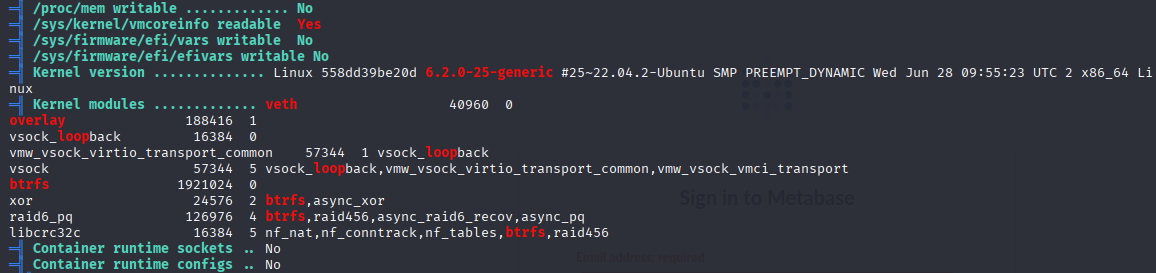 ═╣ /proc/mem writable ............. No
═╣ /sys/kernel/vmcoreinfo readable  Yes
═╣ /sys/firmware/efi/vars writable  No
═╣ /sys/firmware/efi/efivars writable No
═╣ Kernel version .............. Linux 558dd39be20d 6.2.0-25-generic #25~22.04.2-Ubuntu SMP PREEMPT_DYNAMIC Wed Jun 28 09:55:23 UTC 2 x86_64 Li
nux
═╣ Kernel modules ............. veth                   40960  0
overlay               188416  1
vsock_loopback         16384  0
vmw_vsock_virtio_transport_common    57344  1 vsock_loopback
vsock                  57344  5 vsock_loopback,vmw_vsock_virtio_transport_common,vmw_vsock_vmci_transport
btrfs                1921024  0
xor                    24576  2 btrfs,async_xor
raid6_pq              126976  4 btrfs,raid456,async_raid6_recov,async_pq
Sign in to Metabase
libcrc32c              16384  5 nf_nat,nf_conntrack,nf_tables,btrfs,raid456
═╣ Container runtime sockets .. No
═╣ Container runtime configs .. No
Email address: required